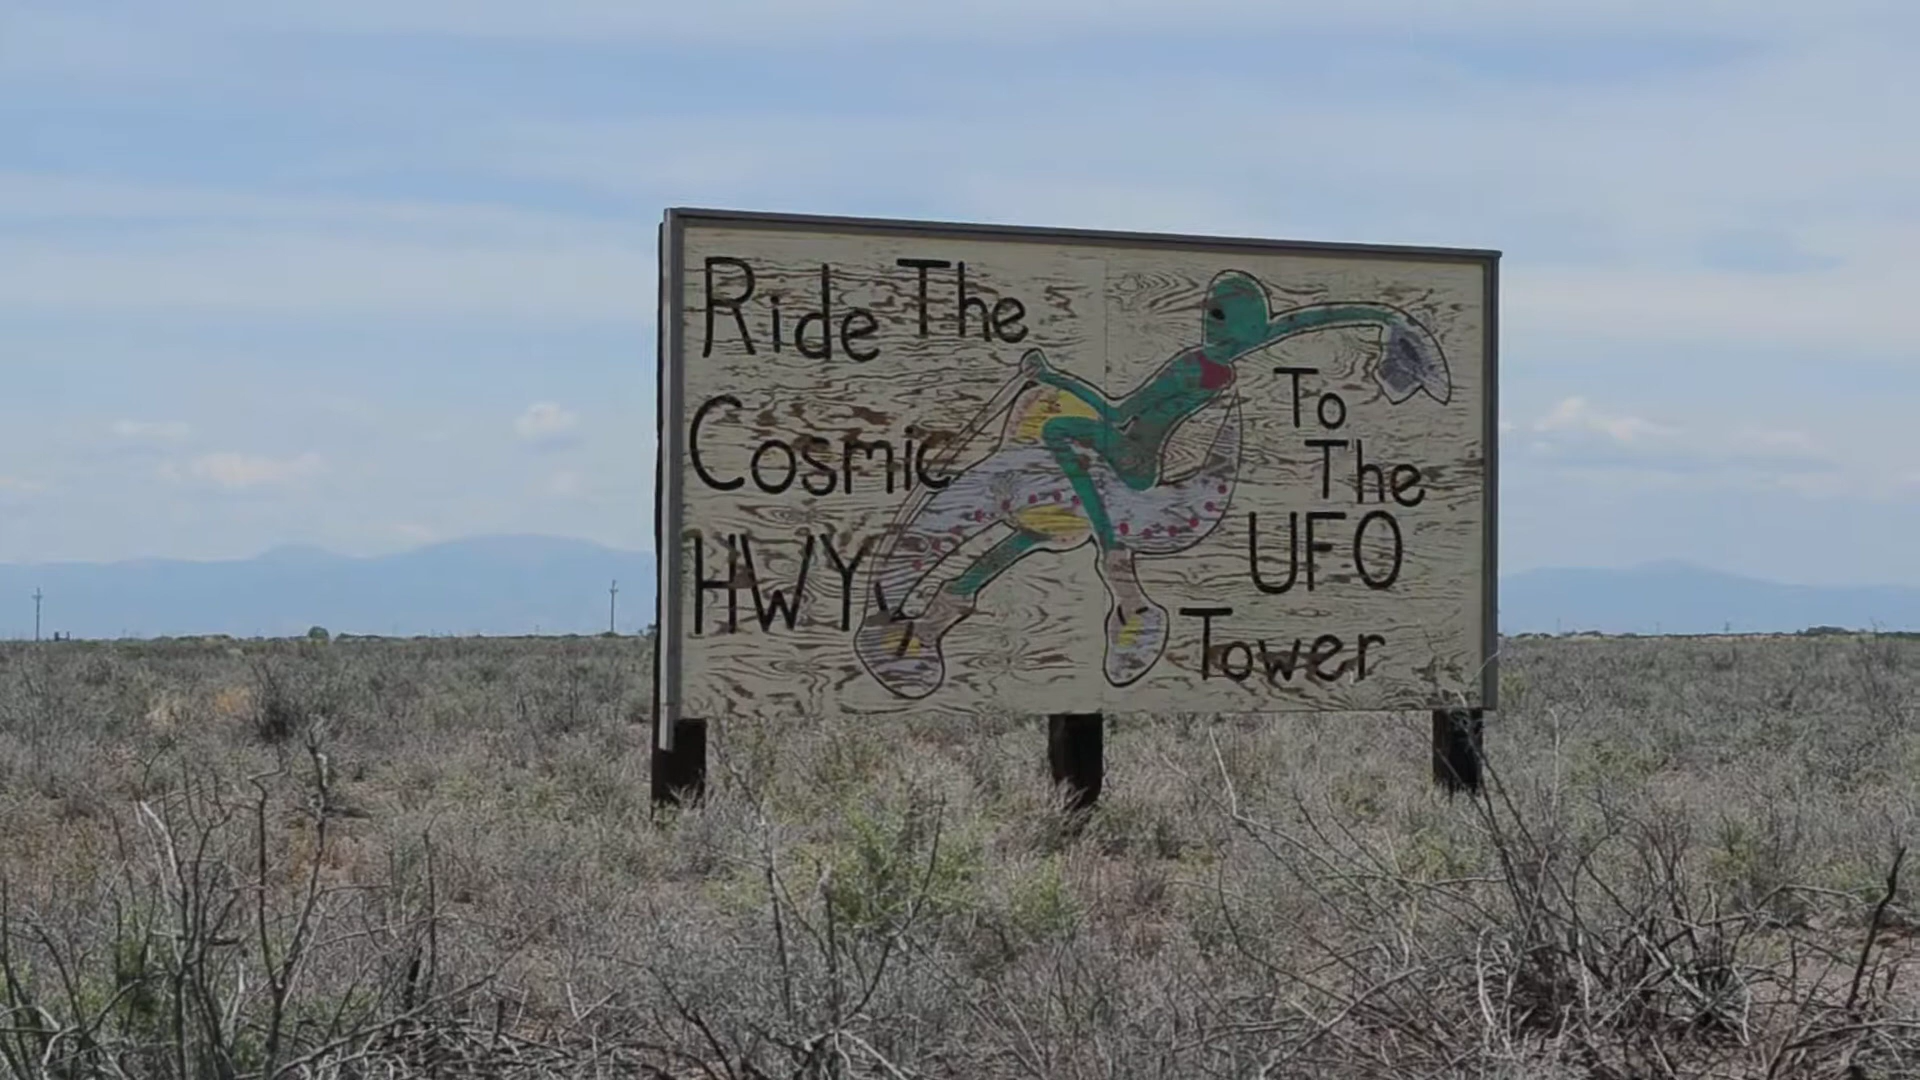 Ride The
Cosmic
HWY
To
The
UFO
Tower